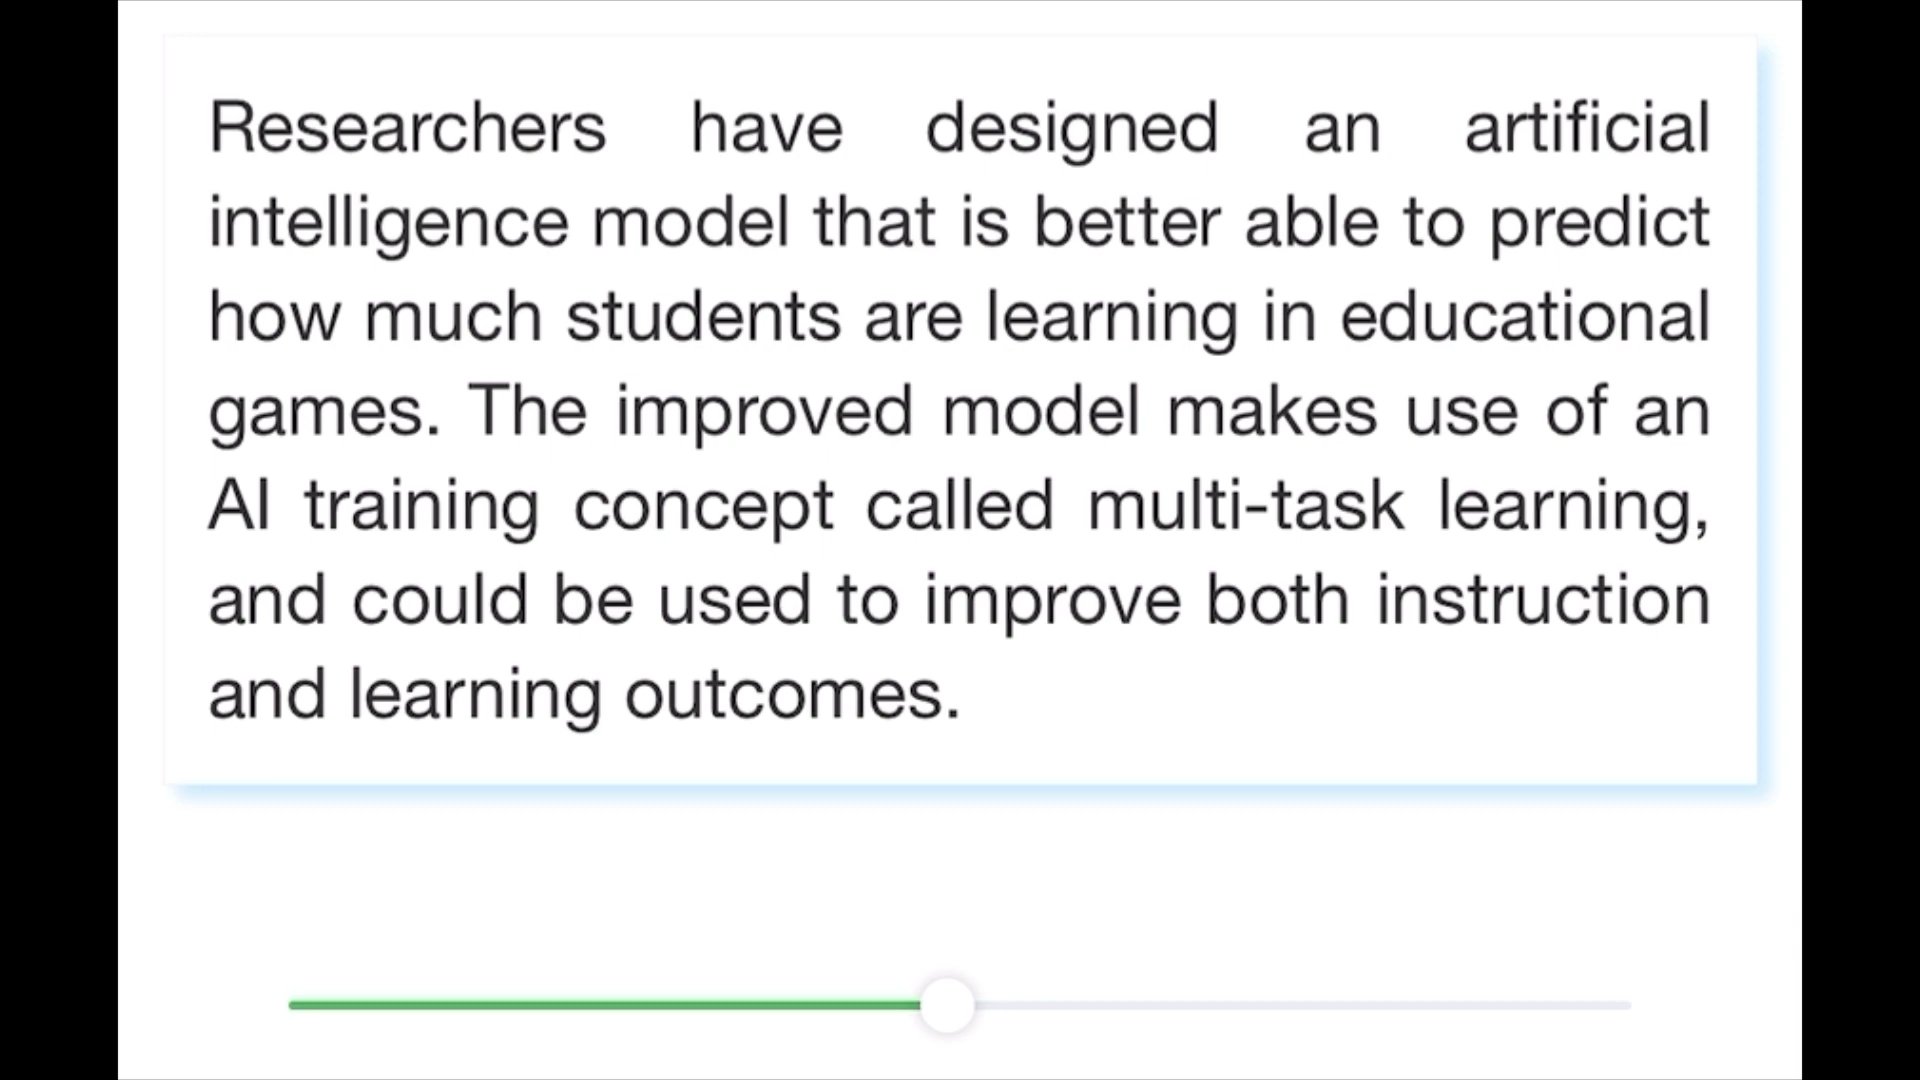 Researchers have designed an artificial
intelligence model that is better able to predict
how much students are learning in educational
games. The improved model makes use of an
AI training concept called multi-task learning,
and could be used to improve both instruction
and learning outcomes.